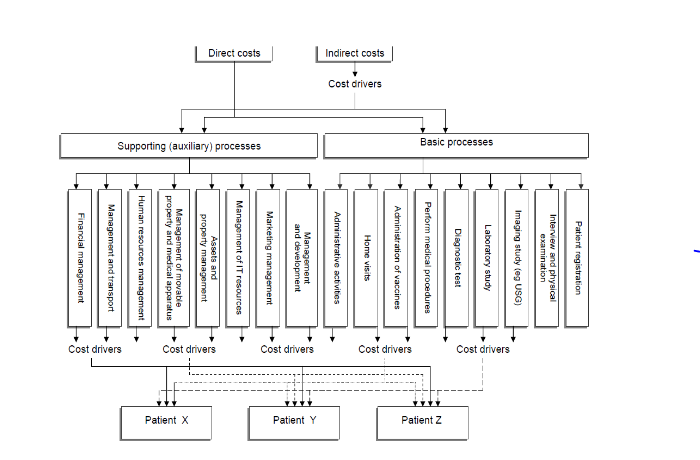 Direct costs
Indirect costs
Cost drivers
Supporting (auxiliary) processes
Basic processes
Financial management
Management and transport
Human resources management
Management of movable
property and medical apparatus
Assets and
property management
Management of IT resources
Marketing management
Management
and development
Administrative activities
Home visits
Administration of vaccines
Perform medical procedures
Diagnostic test
Laboratory study
Imaging study (eg USG)
Interview and physical
examination
Patient registration
Cost drivers
Cost drivers
Cost drivers
Cost drivers
Cost drivers
Patient X
Patient Y
Patient Z